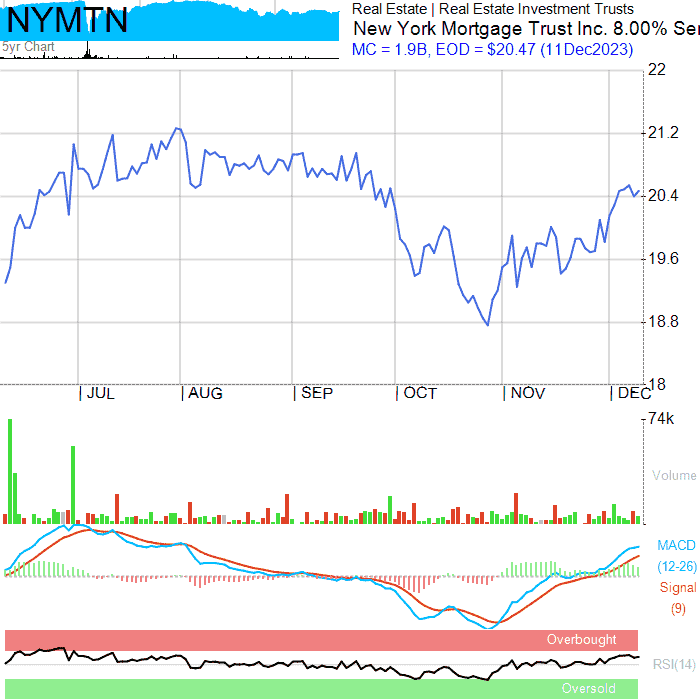 NYMTN
5yr Chart
Real Estate | Real Estate Investment Trusts
New York Mortgage Trust Inc. 8.00% Ser
MC = 1.9B, EOD = $20.47 (11Dec2023)
22
21.2
20.4
19.6
18.8
18
JUL AUG SEP OCT NOV DEC
74k
Volume
MACD
(12-26)
Signal
(9)
Overbought
RSI(14)
Oversold